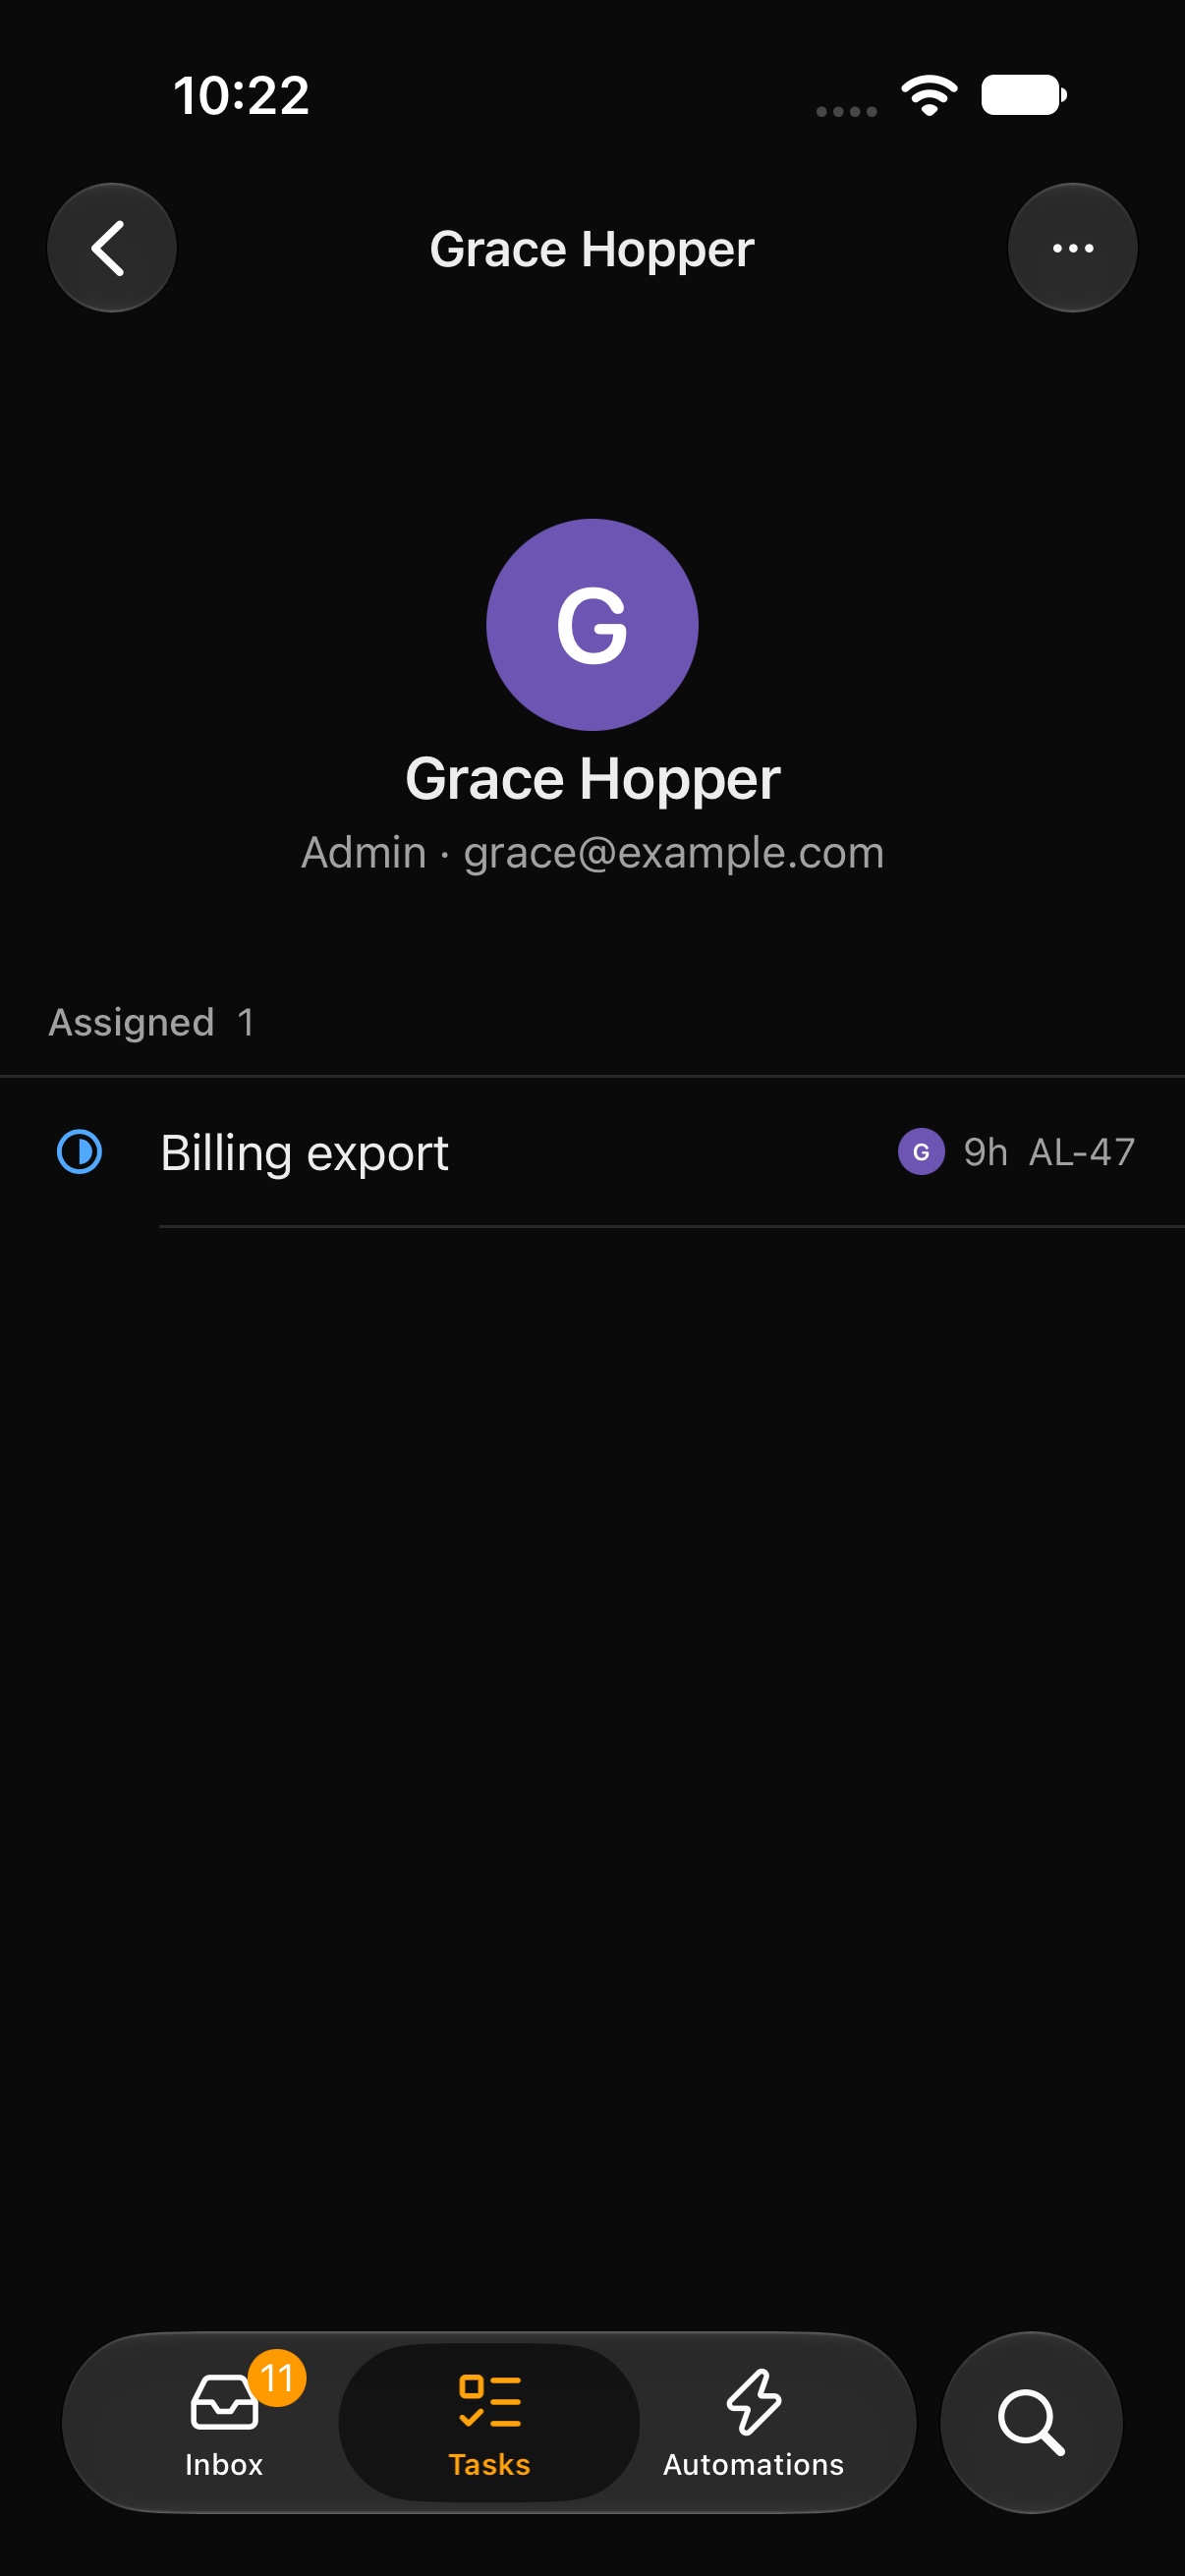 10:22
Grace Hopper
G
Grace Hopper
Admin · grace@example.com
Assigned 1
Billing export G 9h AL-47
11
Inbox Tasks Automations